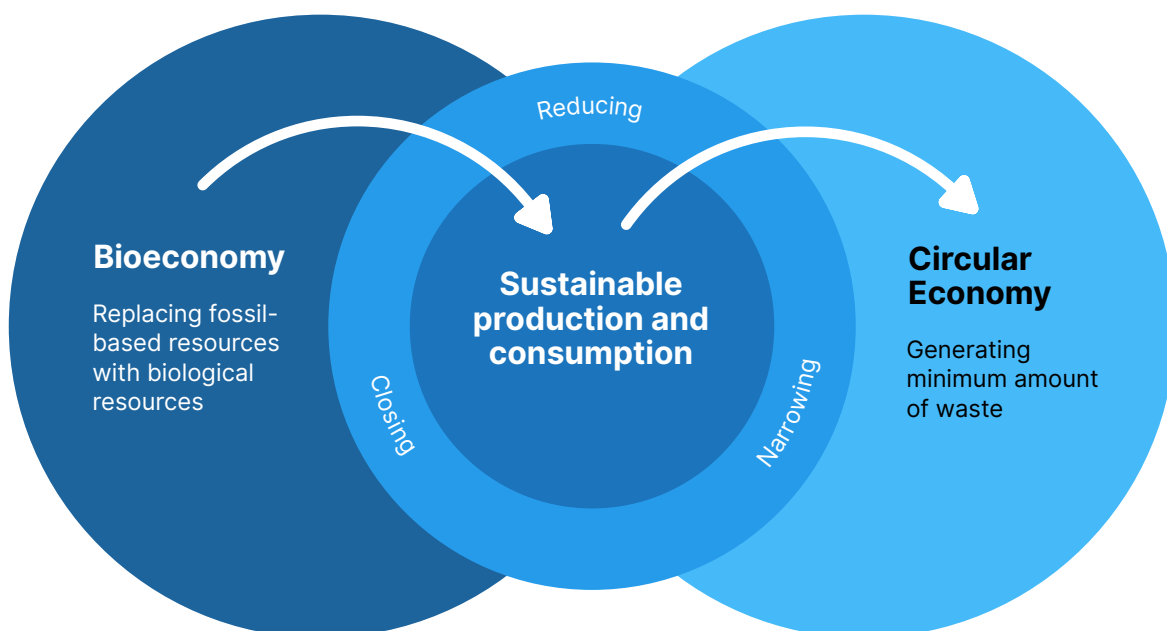 Reducing
Bioeconomy
Replacing fossil-
based resources
with biological
resources
Closing
Sustainable
production and
consumption
Narrowing
Circular
Economy
Generating
minimum amount
of waste